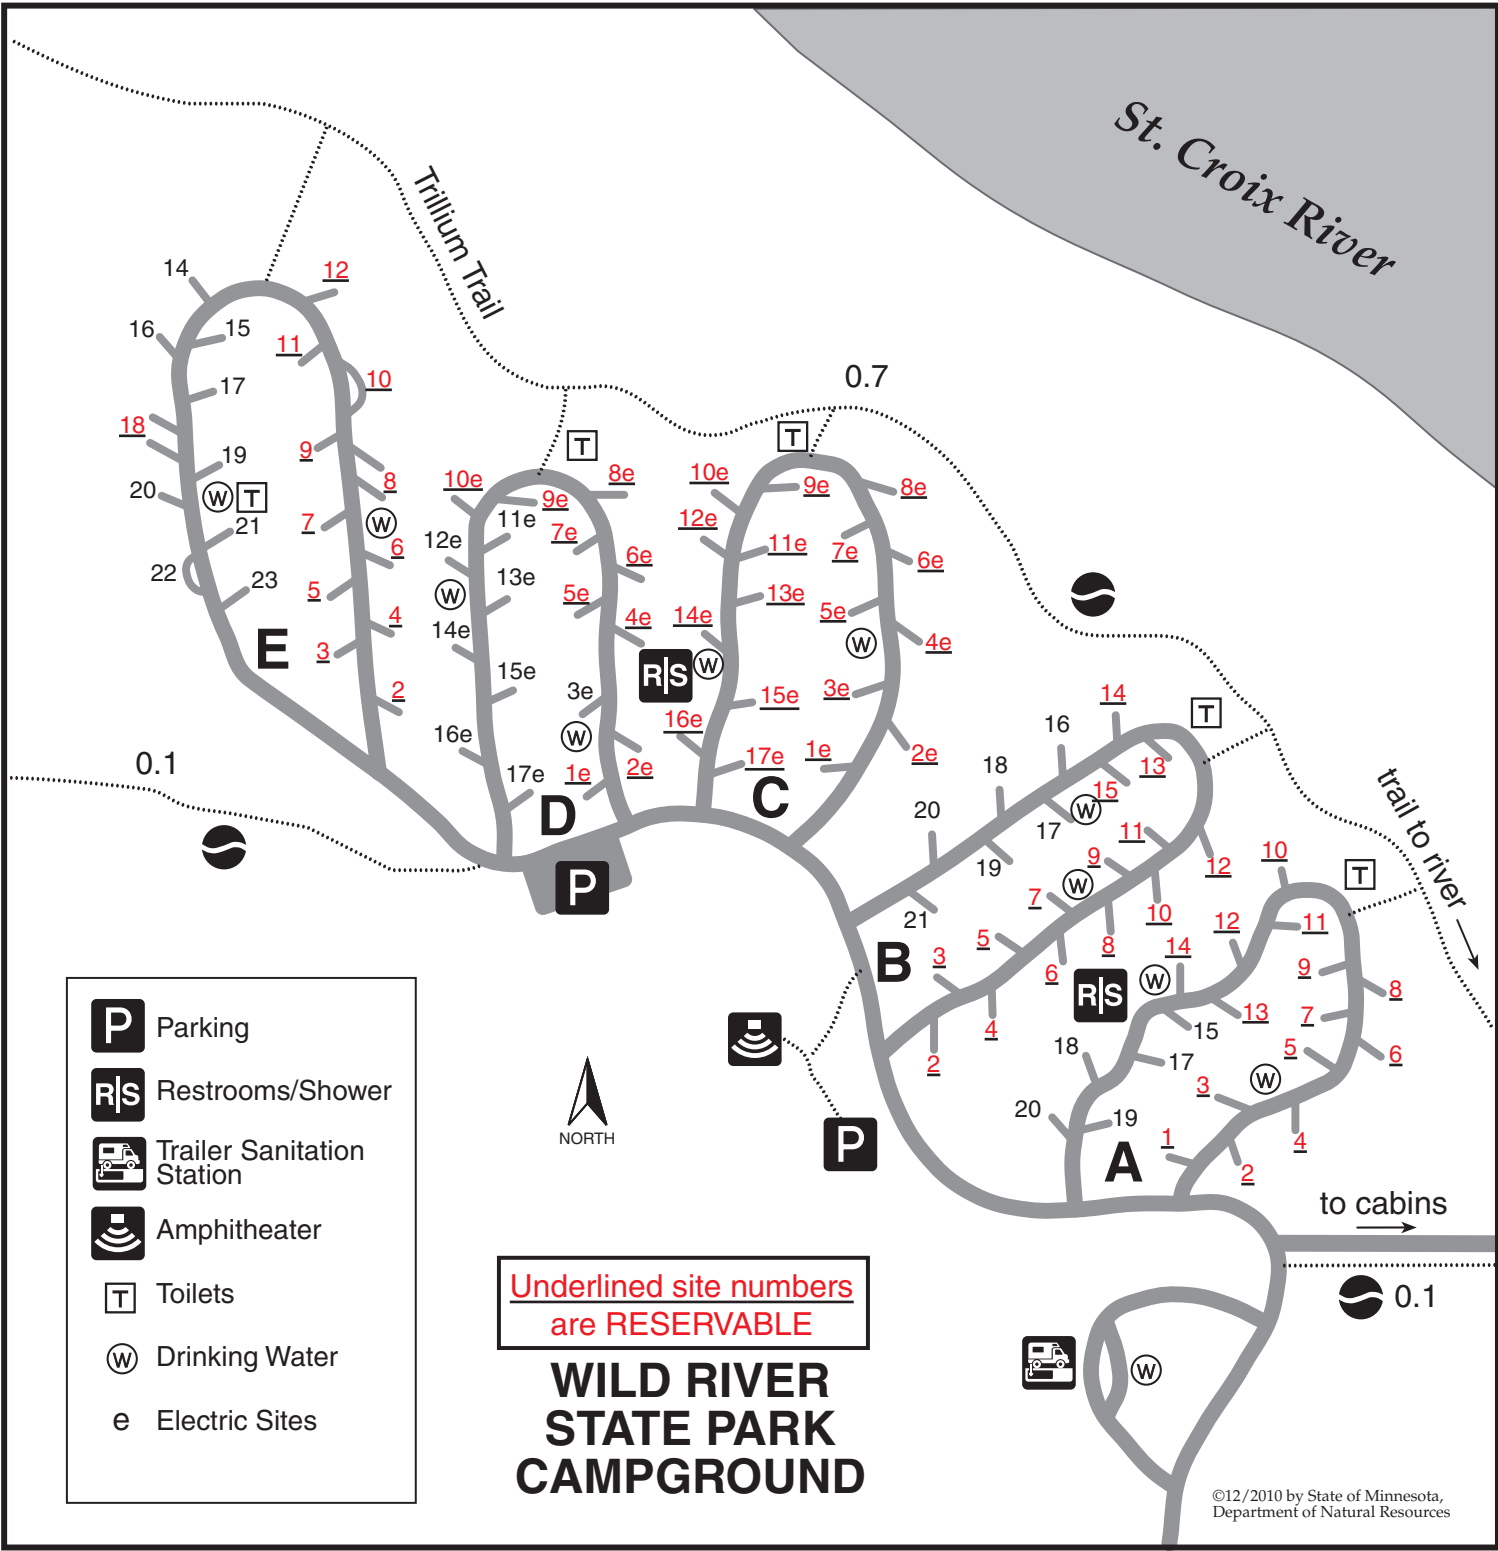 St. Croix River
Trillium Trail
0.7
14
12
16
15
11
17
10
18
19
9
20
W
T
8
21
7
W
6
22
23
5
4
E
3
2
0.1
T
10e
9e
8e
11e
7e
12e
6e
W
13e
5e
14e
4e
15e
3e
16e
W
17e
1e
2e
D
P
R|S
W
T
10e
9e
8e
12e
11e
7e
6e
13e
14e
5e
W
4e
3e
15e
16e
17e
1e
2e
C
14
T
16
18
13
15
W
20
17
11
19
9
12
W
7
10
21
5
8
B
3
6
4
2
trail to river
10
T
12
11
14
9
R|S
W
8
13
7
15
18
5
6
17
W
3
20
19
1
4
A
2
to cabins
0.1
W
P
P Parking
R|S Restrooms/Shower
Trailer Sanitation
Station
Amphitheater
T Toilets
W Drinking Water
e Electric Sites
NORTH
Underlined site numbers
are RESERVABLE
WILD RIVER
STATE PARK
CAMPGROUND
©12/2010 by State of Minnesota,
Department of Natural Resources